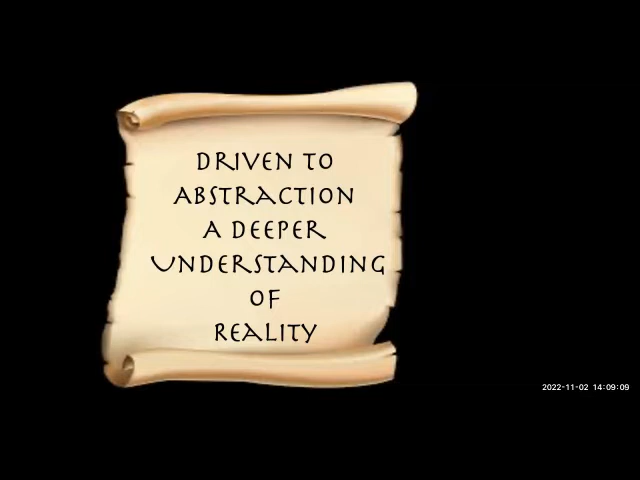 DRIVEN TO
ABSTRACTION
A DEEPER
UNDERSTANDING
OF
REALITY
2022-11-02 14:09:09